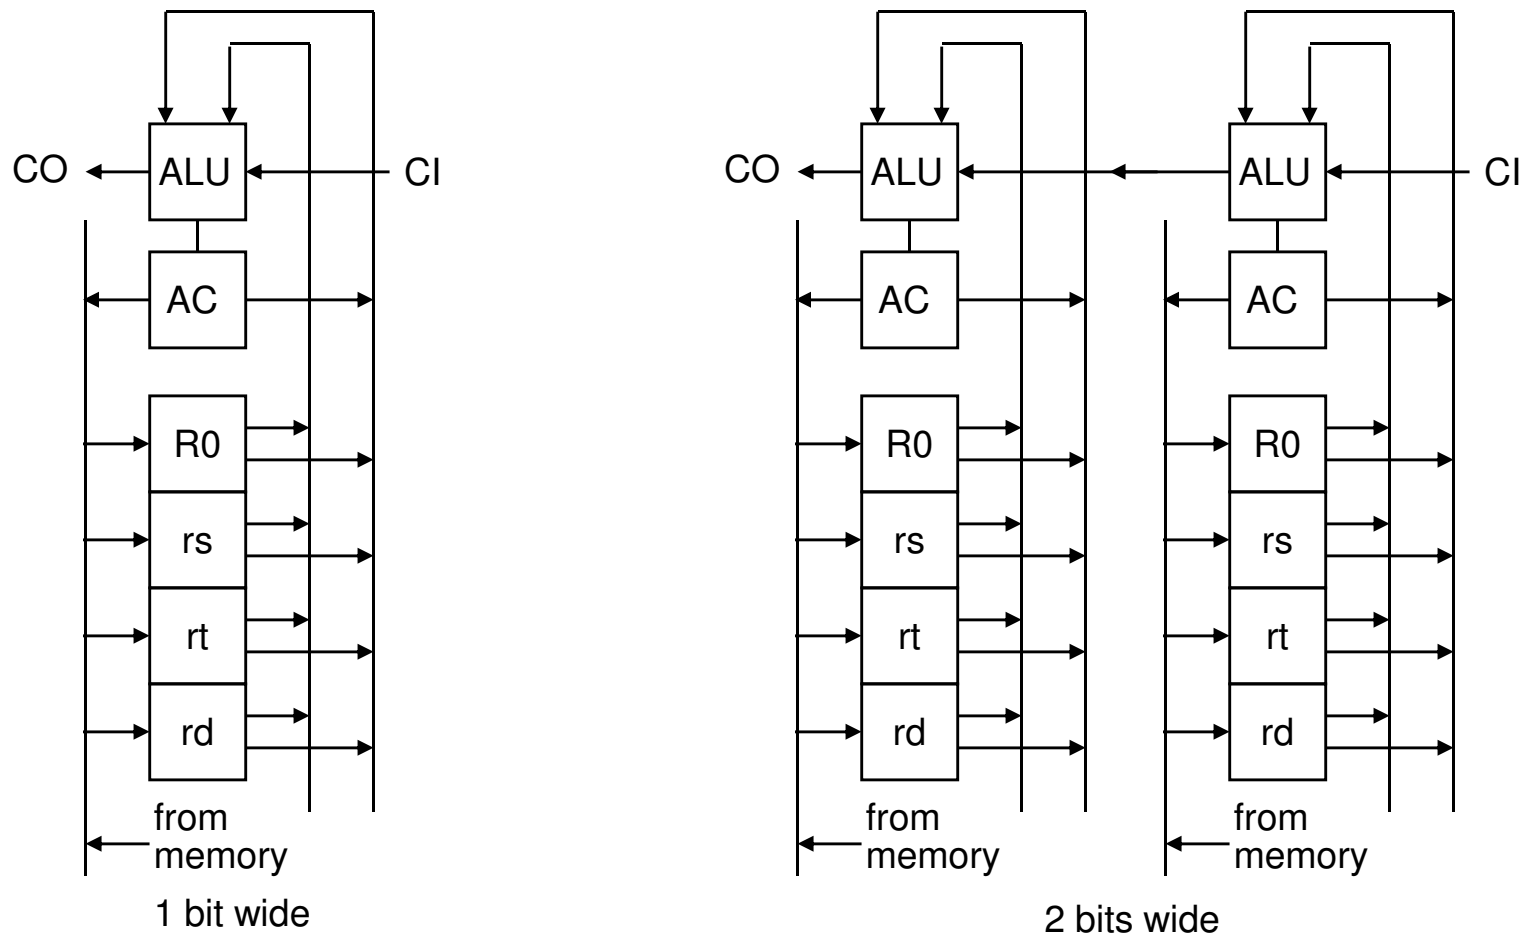 CO
ALU
CI
AC
R0
rs
rt
rd
from
memory
1 bit wide
CO
ALU
ALU
CI
AC
AC
R0
R0
rs
rs
rt
rt
rd
rd
from
memory
from
memory
2 bits wide